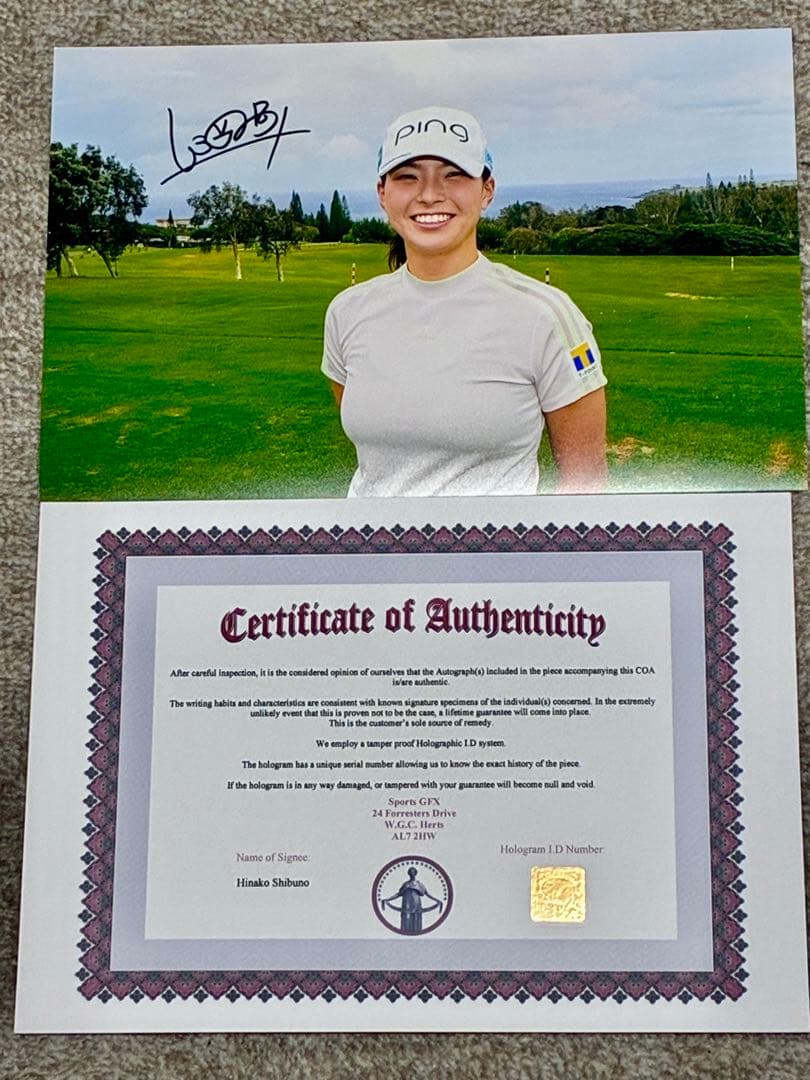 PING
Certificate of Authenticity
After careful inspection, it is the considered opinion of ourselves that the Autograph(s) included in the piece accompanying this COA
is/are authentic.
The writing habits and characteristics are consistent with known signature specimens of the individual(s) concerned. In the extremely
unlikely event that this is proven not to be the case, a lifetime guarantee will come into place.
This is the customer's sole source of remedy.
We employ a tamper proof Holographic I.D system.
The hologram has a unique serial number allowing us to know the exact history of the piece.
If the hologram is in any way damaged, or tampered with your guarantee will become null and void.
Sports GFX
24 Forresters Drive
W.G.C. Herts
AL7 2HW
Name of Signee:
Hologram I.D Number:
Hinako Shibuno